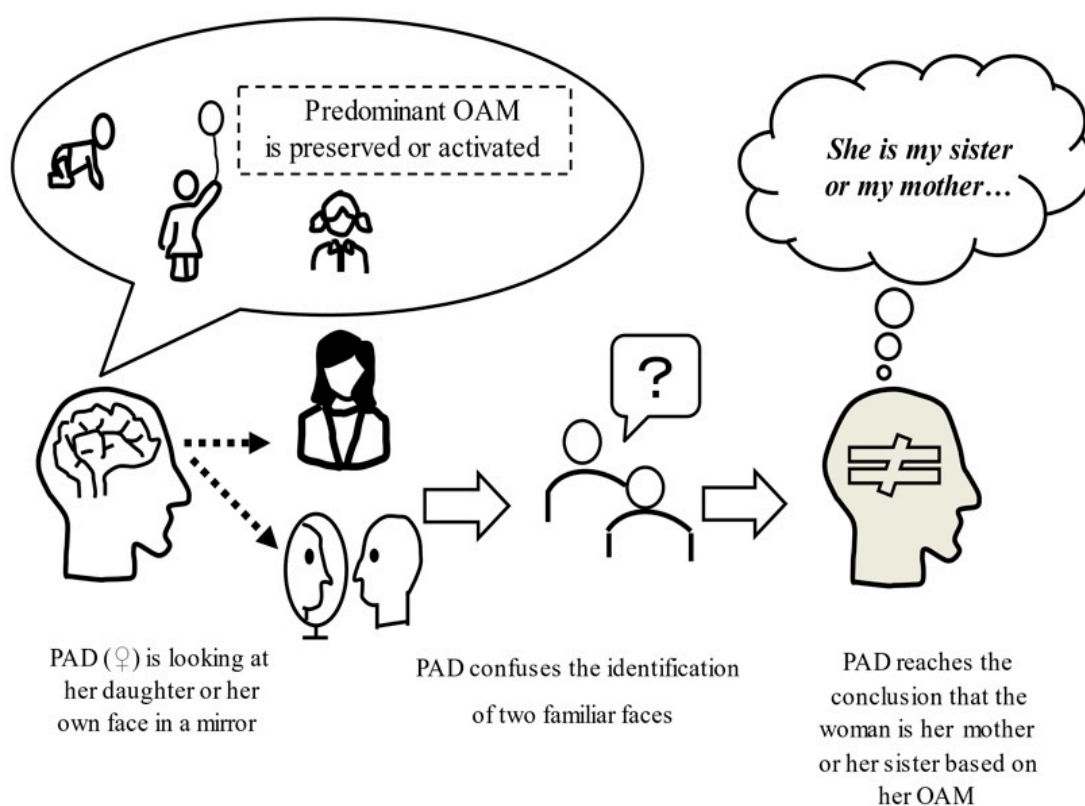 Predominant OAM
is preserved or activated
She is my sister
or my mother…
?
≠
PAD (♀) is looking at
her daughter or her
own face in a mirror
PAD confuses the identification
of two familiar faces
PAD reaches the
conclusion that the
woman is her mother
or her sister based on
her OAM